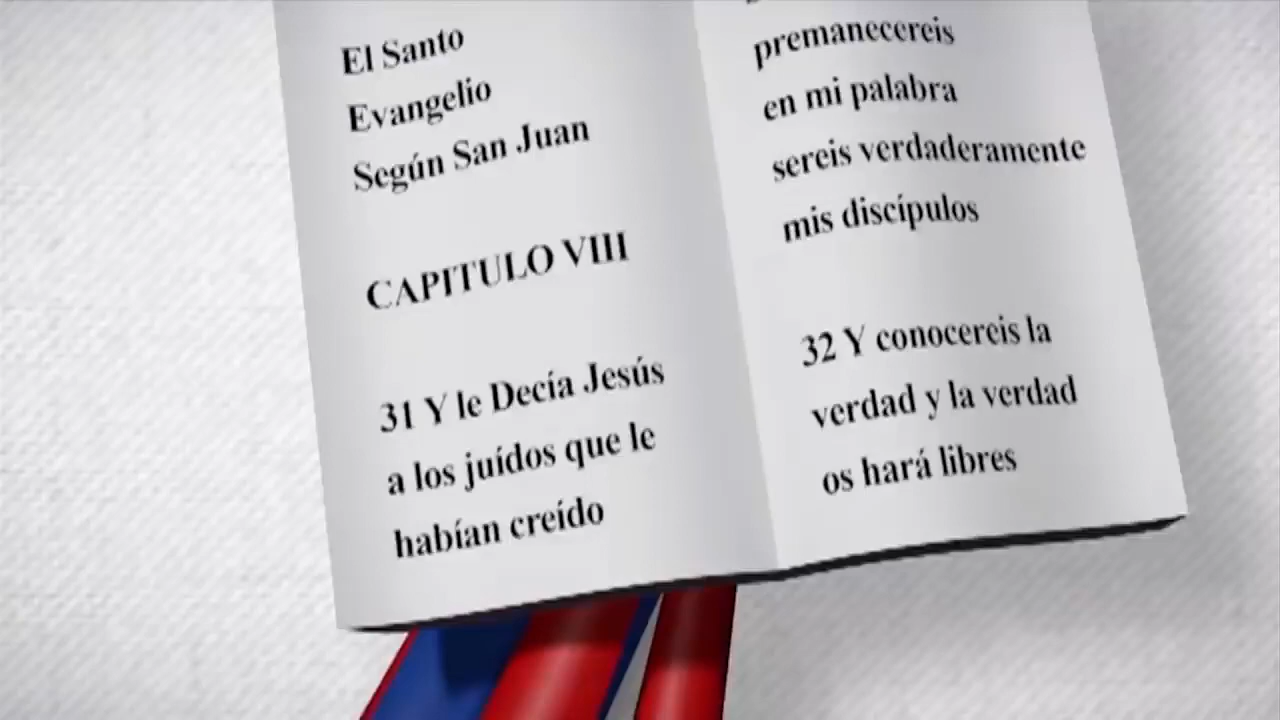 El Santo
Evangelio
Según San Juan
CAPITULO VIII
31 Y le Decía Jesús
a los juídos que le
habían creído
premanecereis
en mi palabra
sereis verdaderamente
mis discípulos
32 Y conocereis la
verdad y la verdad
os hará libres